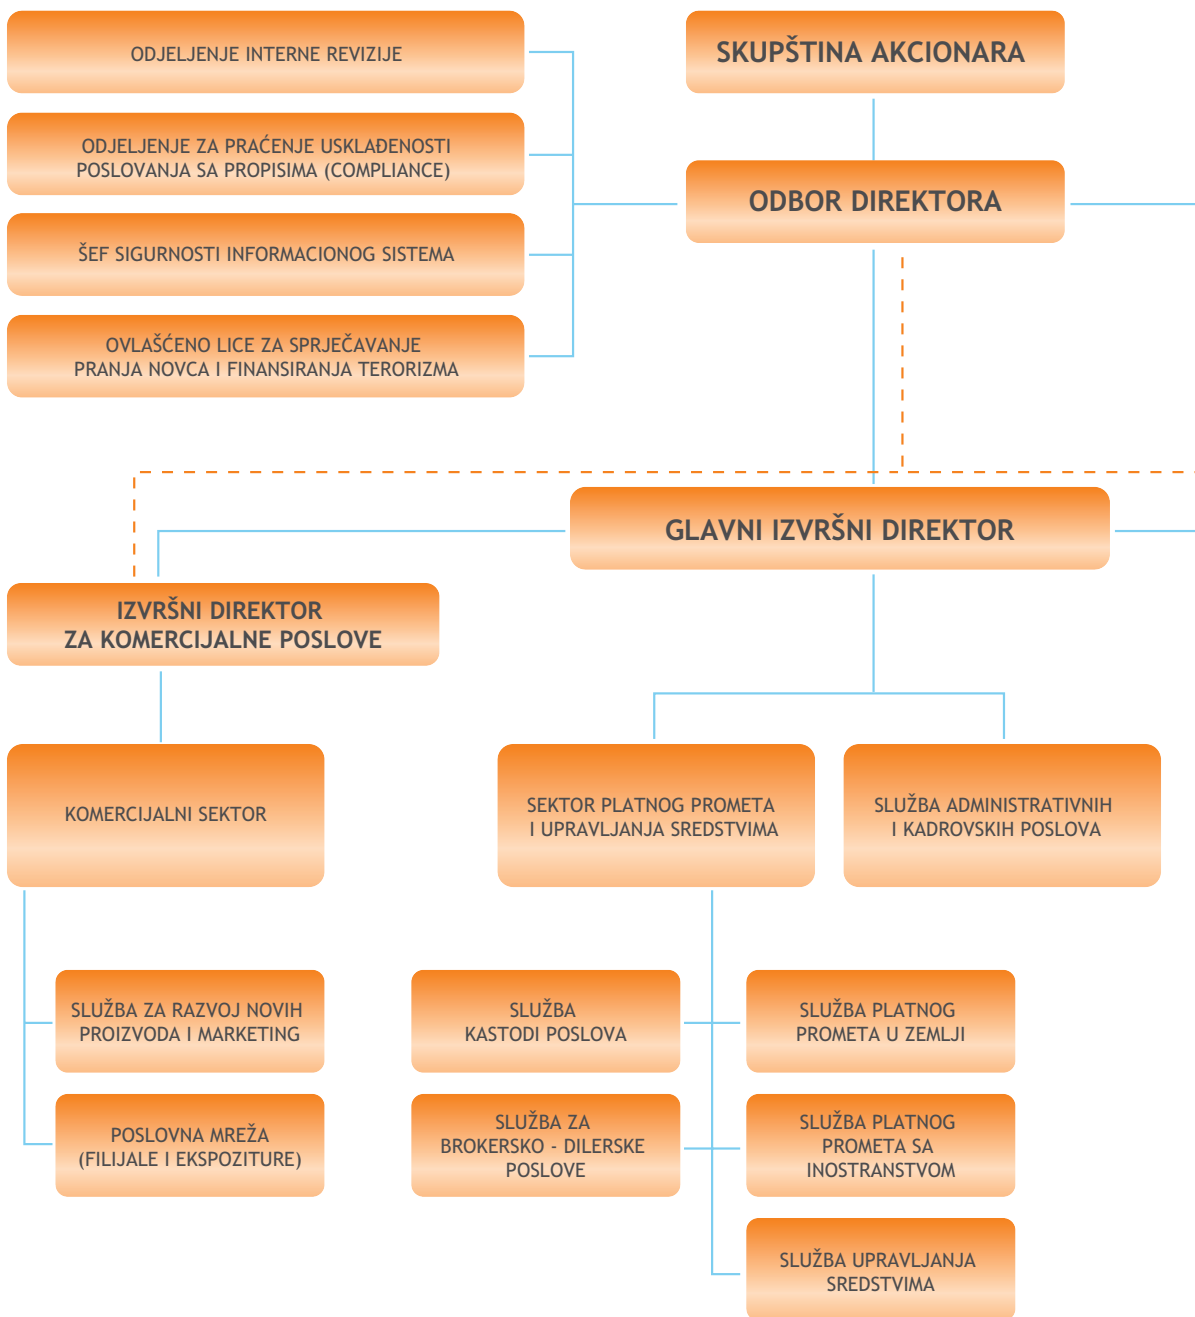 ODJELJENJE INTERNE REVIZIJE
ODJELJENJE ZA PRAĆENJE USKLAĐENOSTI
POSLOVANJA SA PROPISIMA (COMPLIANCE)
ŠEF SIGURNOSTI INFORMACIONOG SISTEMA
OVLAŠĆENO LICE ZA SPRJEČAVANJE
PRANJA NOVCA I FINANSIRANJA TERORIZMA
SKUPŠTINA AKCIONARA
ODBOR DIREKTORA
GLAVNI IZVRŠNI DIREKTOR
IZVRŠNI DIREKTOR
ZA KOMERCIJALNE POSLOVE
KOMERCIJALNI SEKTOR
SEKTOR PLATNOG PROMETA
I UPRAVLJANJA SREDSTVIMA
SLUŽBA ADMINISTRATIVNIH
I KADROVSKIH POSLOVA
SLUŽBA ZA RAZVOJ NOVIH
PROIZVODA I MARKETING
POSLOVNA MREŽA
(FILIJALE I EKSPOZITURE)
SLUŽBA
KASTODI POSLOVA
SLUŽBA ZA
BROKERSKO - DILERSKE
POSLOVE
SLUŽBA PLATNOG
PROMETA U ZEMLJI
SLUŽBA PLATNOG
PROMETA SA
INOSTRANSTVOM
SLUŽBA UPRAVLJANJA
SREDSTVIMA